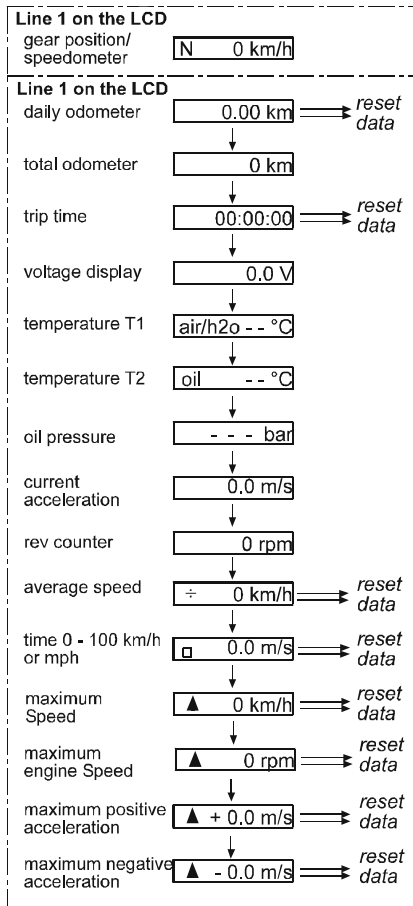 Line 1 on the LCD
gear position/
speedometer
N 0 km/h
Line 1 on the LCD
daily odometer
0.00 km
reset
data
total odometer
0 km
trip time
00:00:00
reset
data
voltage display
0.0 V
temperature T1
air/h2o - - °C
temperature T2
oil - - °C
oil pressure
- - - bar
current
acceleration
0.0 m/s
rev counter
0 rpm
average speed
÷ 0 km/h
reset
data
time 0 - 100 km/h
or mph
0.0 m/s
reset
data
maximum
Speed
▲ 0 km/h
reset
data
maximum
engine Speed
▲ 0 rpm
reset
data
maximum positive
acceleration
▲ + 0.0 m/s
reset
data
maximum negative
acceleration
▲ - 0.0 m/s
reset
data